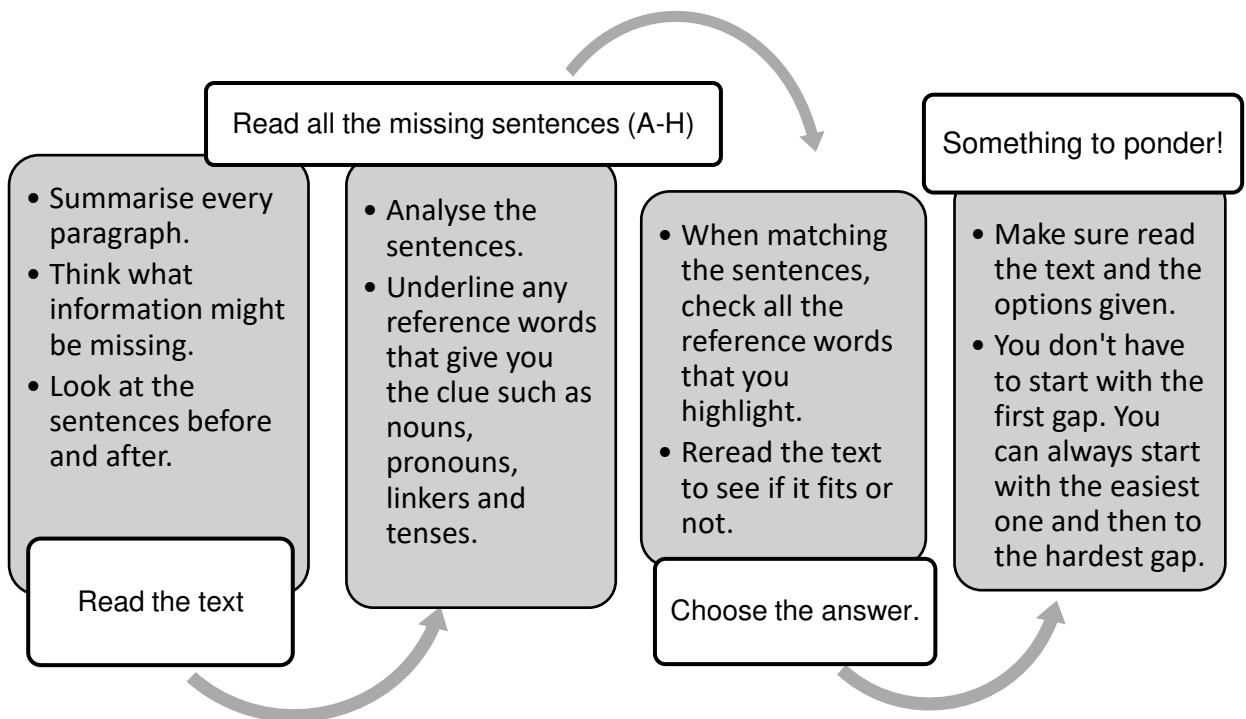 Read all the missing sentences (A-H)
• Summarise every
paragraph.
• Think what
information might
be missing.
• Look at the
sentences before
and after.
Read the text
• Analyse the
sentences.
• Underline any
reference words
that give you
the clue such as
nouns,
pronouns,
linkers and
tenses.
• When matching
the sentences,
check all the
reference words
that you
highlight.
• Reread the text
to see if it fits or
not.
Choose the answer.
Something to ponder!
• Make sure read
the text and the
options given.
• You don't have
to start with the
first gap. You
can always start
with the easiest
one and then to
the hardest gap.